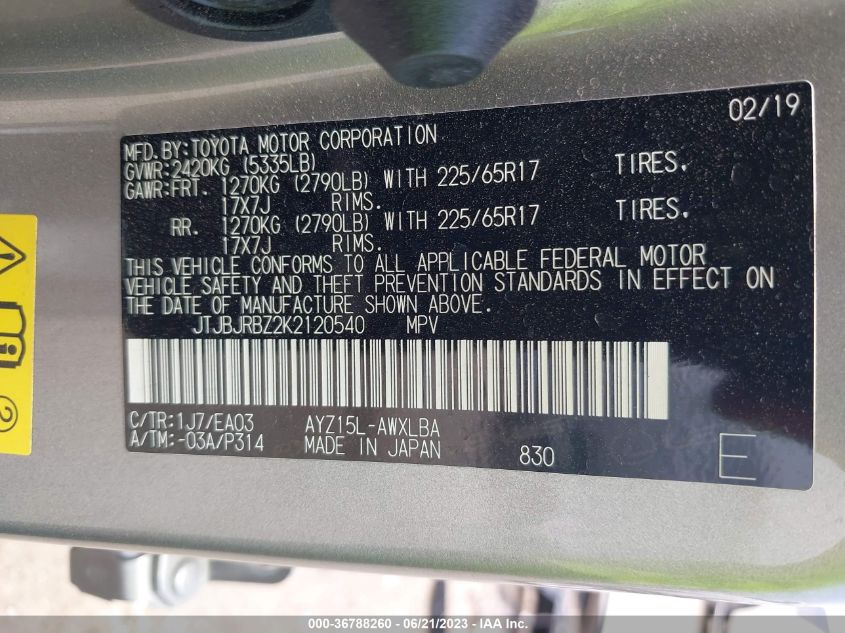 02/19
MFD.BY:TOYOTA MOTOR CORPORATION
GVWR:2420KG (5335LB)
GAWR:FRT. 1270KG (2790LB) WITH 225/65R17 TIRES.
17X7J RIMS.
RR. 1270KG (2790LB) WITH 225/65R17 TIRES.
17X7J RIMS.
THIS VEHICLE CONFORMS TO ALL APPLICABLE FEDERAL MOTOR
VEHICLE SAFETY AND THEFT PREVENTION STANDARDS IN EFFECT ON
THE DATE OF MANUFACTURE SHOWN ABOVE.
JTJBJRBZ2K2120540 MPV
C/TR:1J7/EA03 AYZ15L-AWXLBA
A/TM:-03A/P314 MADE IN JAPAN 830 E
2
000-36788260 - 06/21/2023 - IAA Inc.